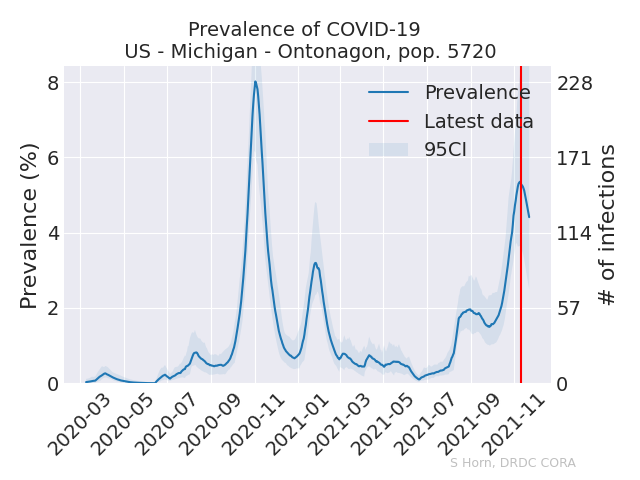 Prevalence of COVID-19
US - Michigan - Ontonagon, pop. 5720
Prevalence (%)
8
6
4
2
0
Prevalence
Latest data
95CI
228
171
114
57
0
# of infections
2020-03
2020-05
2020-07
2020-09
2020-11
2021-01
2021-03
2021-05
2021-07
2021-09
2021-11
S Horn, DRDC CORA